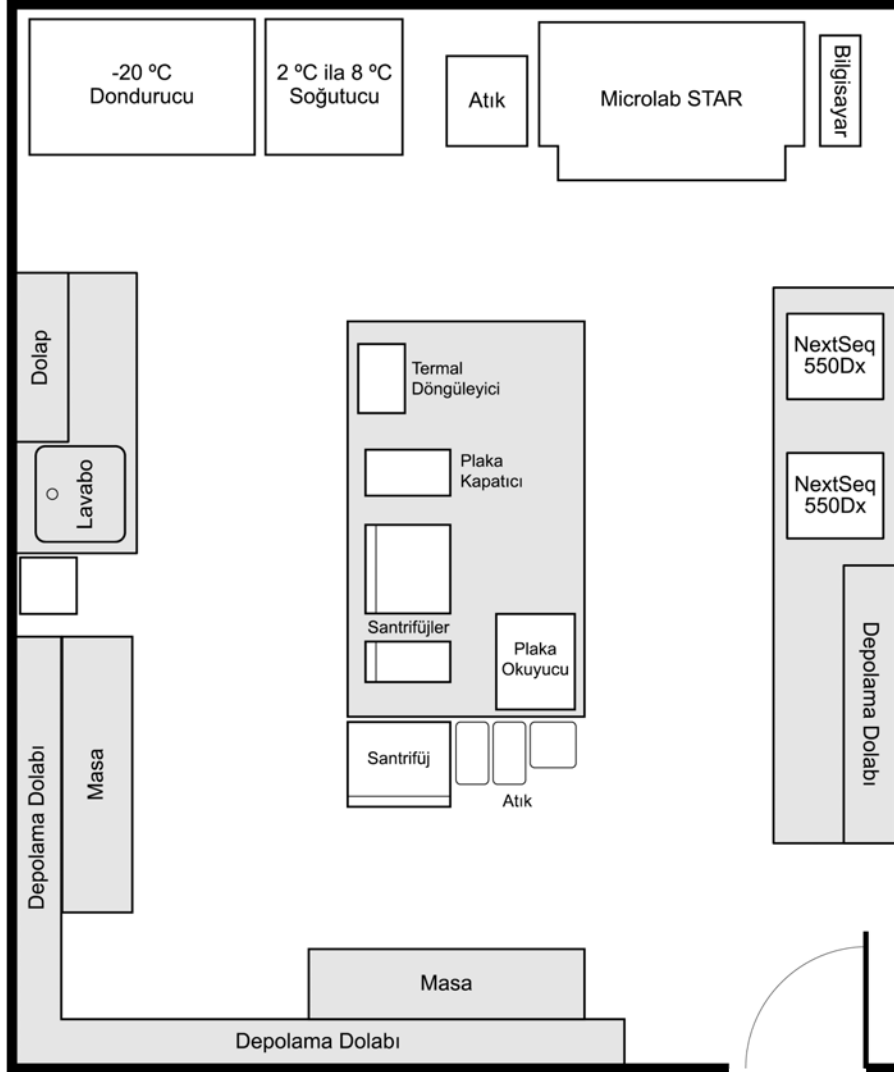 -20 ºC
Dondurucu
2 ºC ila 8 ºC
Soğutucu
Atık
Microlab STAR
Bilgisayar
Dolap
Lavabo
Termal
Döngüleyici
Plaka
Kapatıcı
Santrifüjler
Plaka
Okuyucu
Santrifüj
Atık
NextSeq
550Dx
NextSeq
550Dx
Depolama Dolabı
Depolama Dolabı
Masa
Masa
Depolama Dolabı